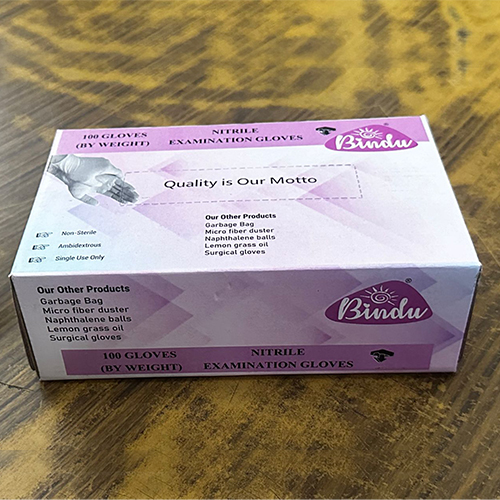 100 GLOVES
(BY WEIGHT)
NITRILE
EXAMINATION GLOVES
Bindu
®
Quality is Our Motto
Non-Sterile
Ambidextrous
Single Use Only
Our Other Products
Garbage Bag
Micro fiber duster
Naphthalene balls
Lemon grass oil
Surgical gloves
Our Other Products
Garbage Bag
Micro fiber duster
Naphthalene balls
Lemon grass oil
Surgical gloves
Bindu
®
100 GLOVES
(BY WEIGHT)
NITRILE
EXAMINATION GLOVES